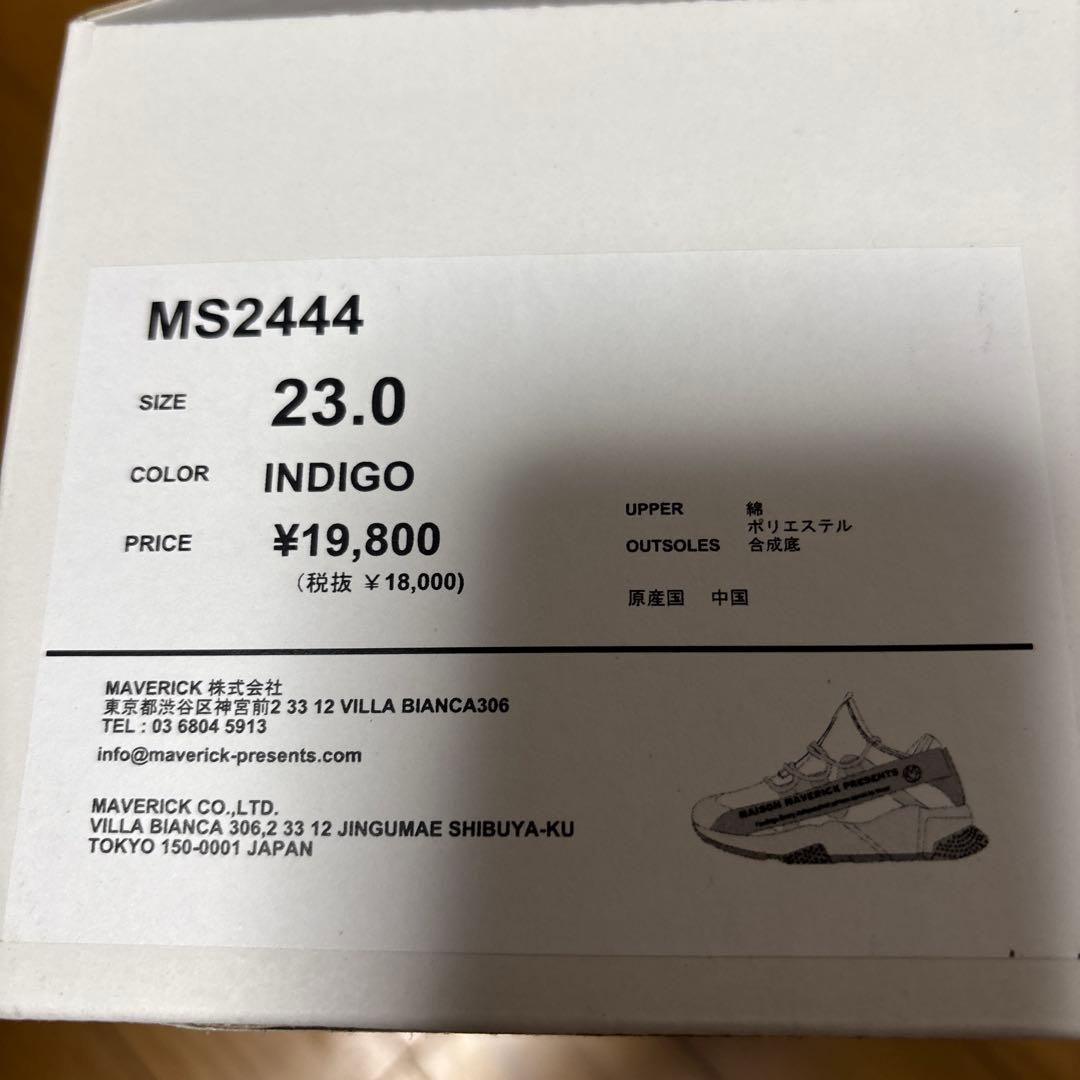 MS2444
SIZE 23.0
COLOR INDIGO
PRICE ¥19,800
(税抜 ¥18,000)
UPPER 綿
ポリエステル
OUTSOLES 合成底
原産国 中国
MAVERICK 株式会社
東京都渋谷区神宮前2 33 12 VILLA BIANCA306
TEL : 03 6804 5913
info@maverick-presents.com
MAVERICK CO.,LTD.
VILLA BIANCA 306,2 33 12 JINGUMAE SHIBUYA-KU
TOKYO 150-0001 JAPAN
MAISON MAVERICK PRESENTS